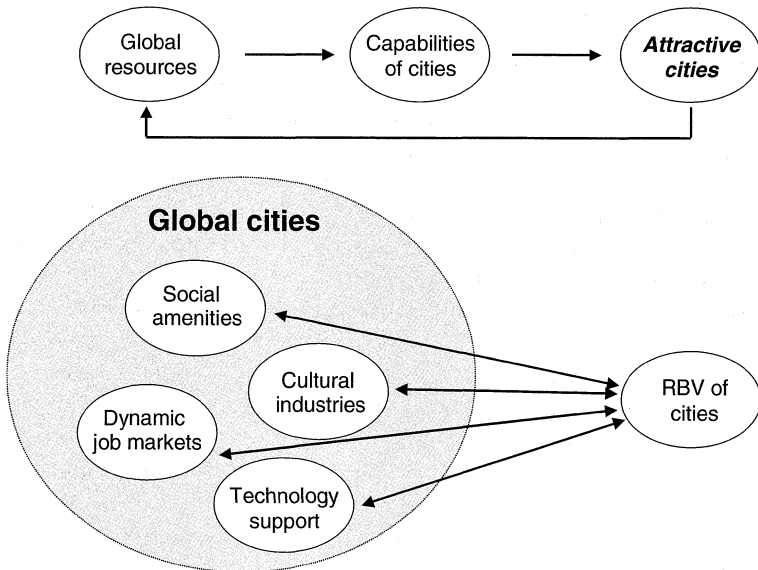 Global
resources
Capabilities
of cities
Attractive
cities
Global cities
Social
amenities
Cultural
industries
Dynamic
job markets
Technology
support
RBV of
cities